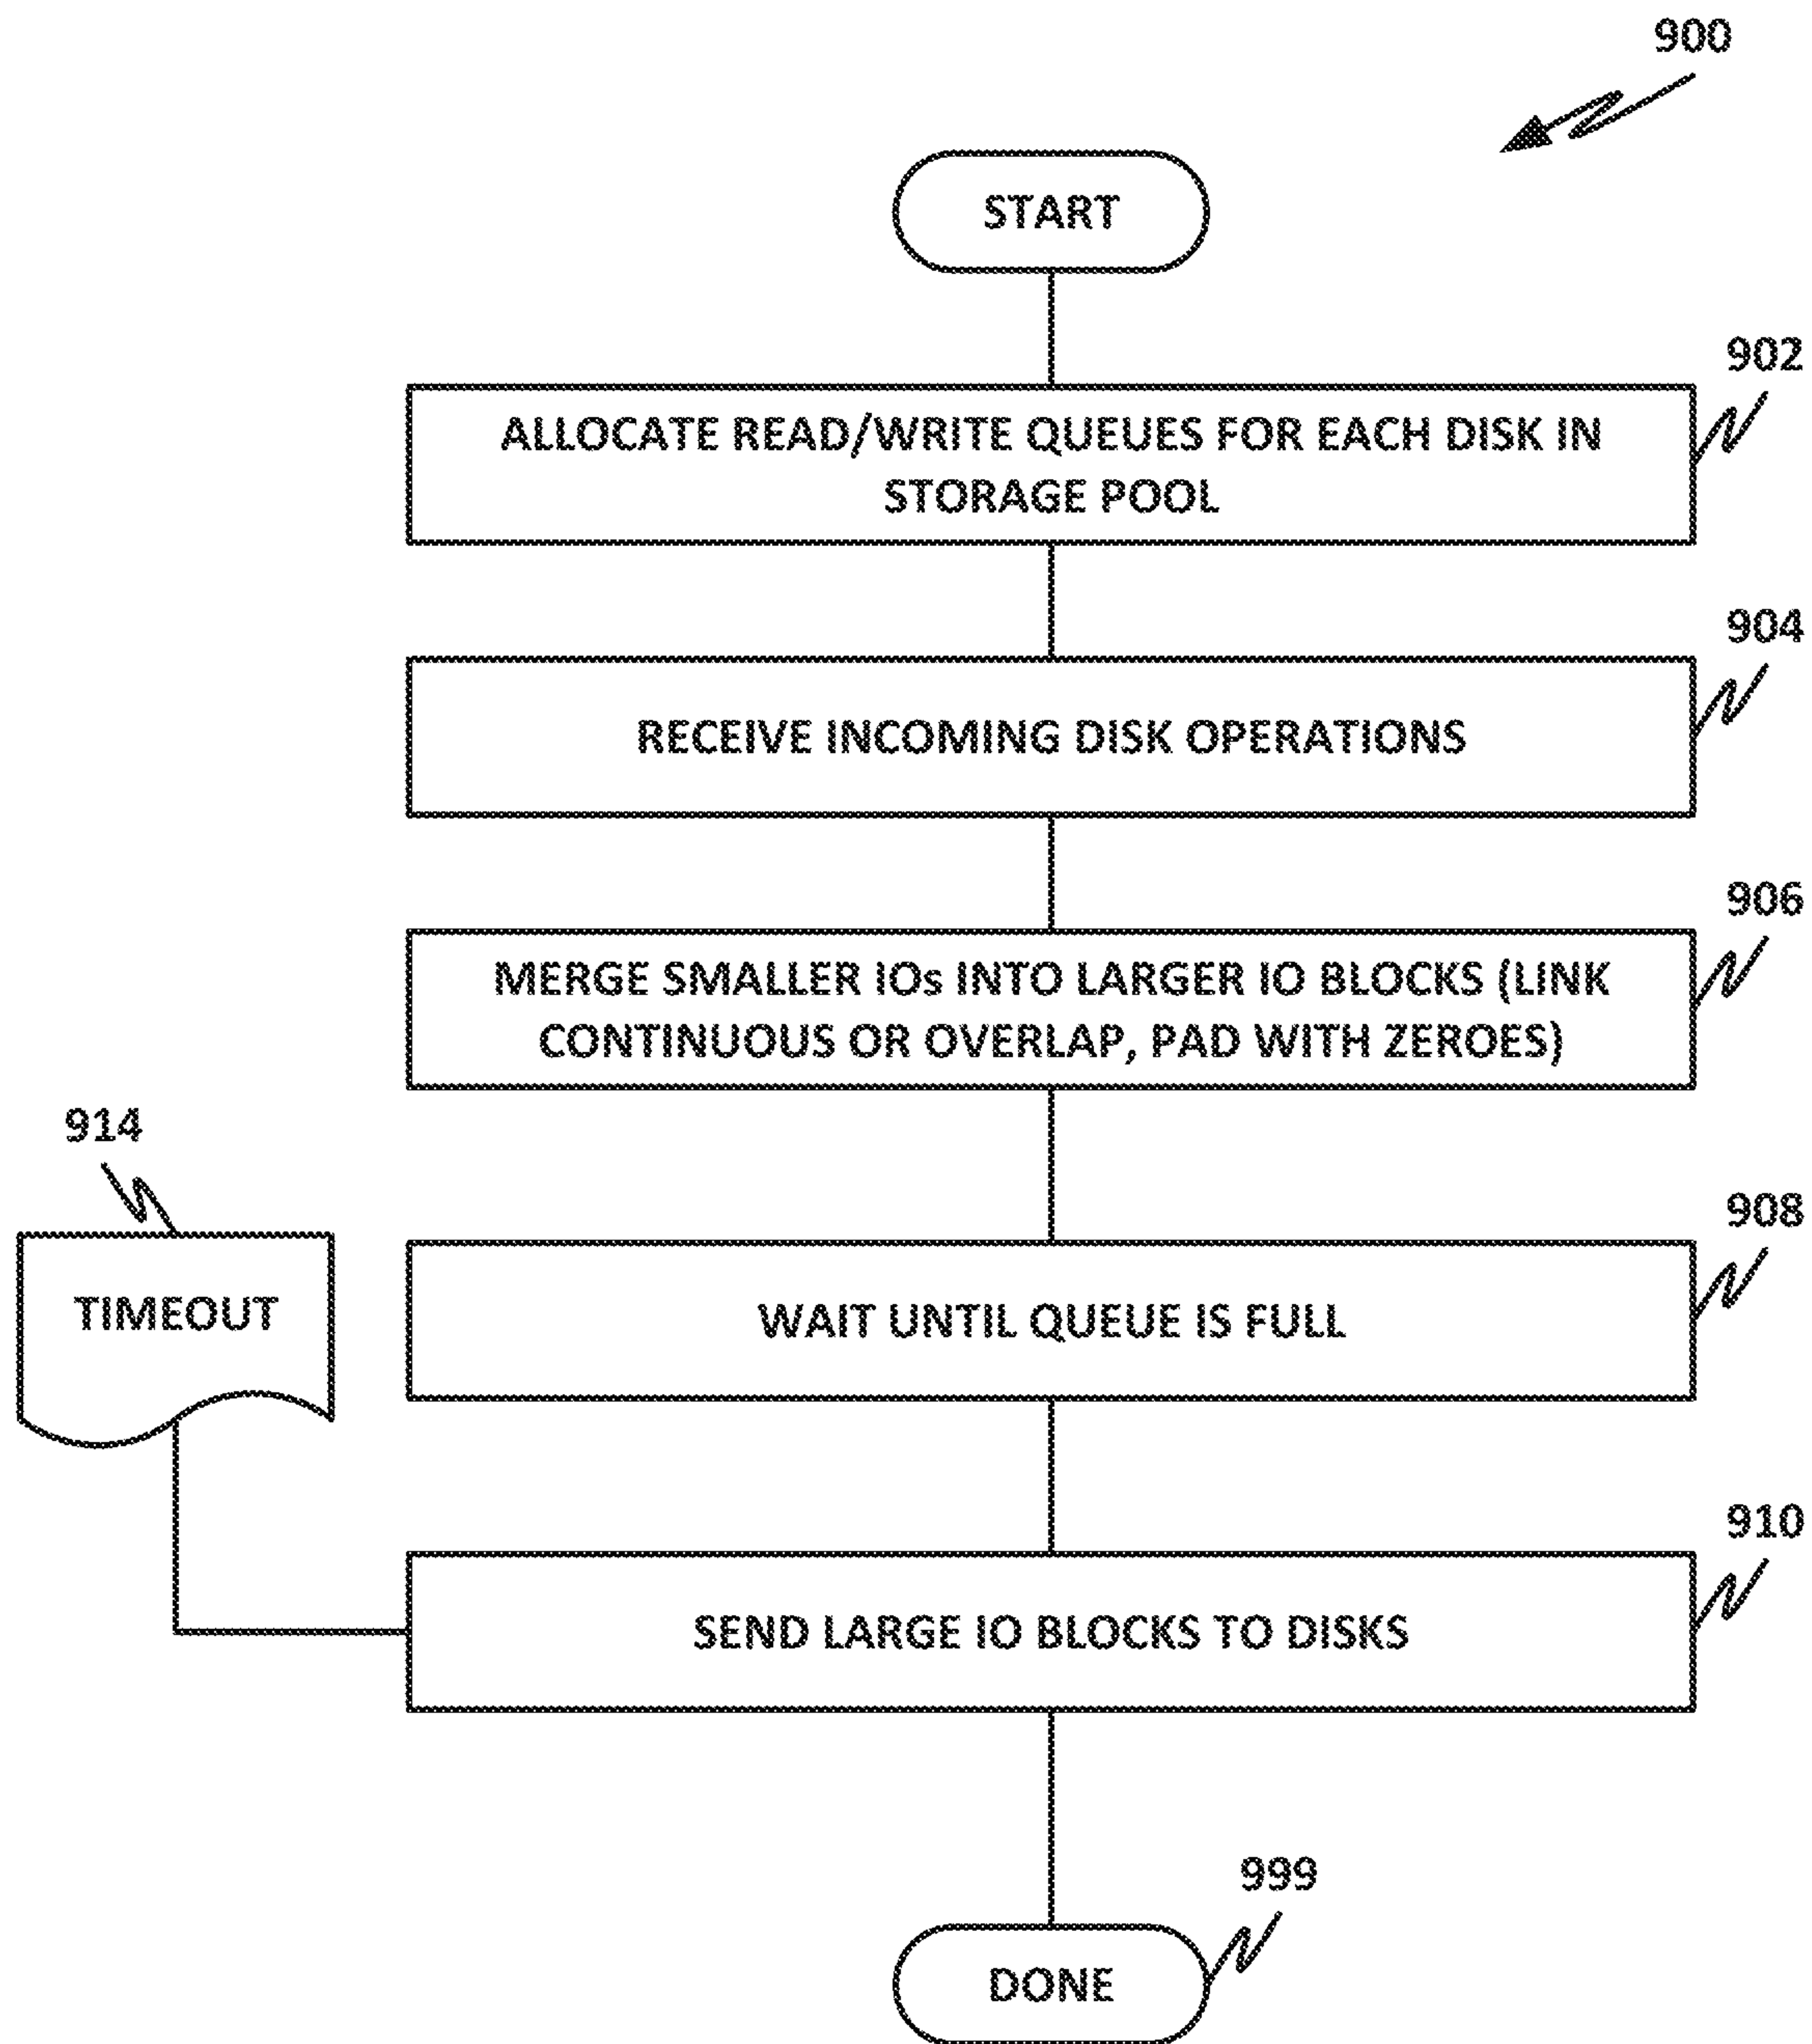 900
START
902
ALLOCATE READ/WRITE QUEUES FOR EACH DISK IN
STORAGE POOL
904
RECEIVE INCOMING DISK OPERATIONS
906
MERGE SMALLER IOs INTO LARGER IO BLOCKS (LINK
CONTINUOUS OR OVERLAP, PAD WITH ZEROES)
914
TIMEOUT
908
WAIT UNTIL QUEUE IS FULL
910
SEND LARGE IO BLOCKS TO DISKS
999
DONE